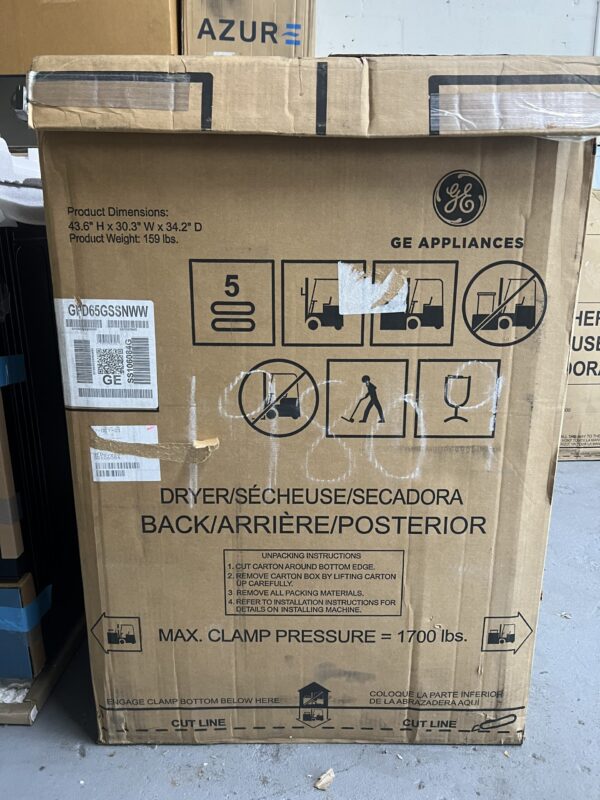 AZURE
Product Dimensions:
43.6" H x 30.3" W x 34.2" D
Product Weight: 159 lbs.
GE
GE APPLIANCES
5
GFD65GSSNWW
GE
SS106084G
19809
DRYER/SÉCHEUSE/SECADORA
BACK/ARRIÈRE/POSTERIOR
UNPACKING INSTRUCTIONS
1. CUT CARTON AROUND BOTTOM EDGE.
2. REMOVE CARTON BOX BY LIFTING CARTON
UP CAREFULLY.
3 REMOVE ALL PACKING MATERIALS.
4. REFER TO INSTALLATION INSTRUCTIONS FOR
DETAILS ON INSTALLING MACHINE.
MAX. CLAMP PRESSURE = 1700 lbs.
ENGAGE CLAMP BOTTOM BELOW HERE
COLOQUE LA PARTE INFERIOR
DE LA ABRAZADERA AQUI
CUT LINE
CUT LINE